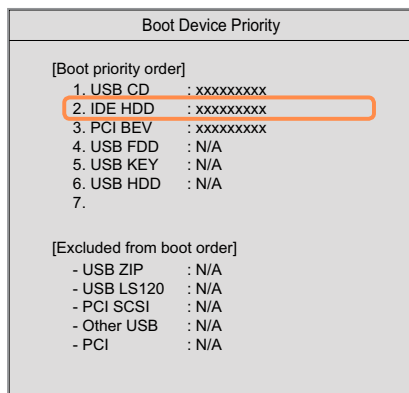 Boot Device Priority
[Boot priority order]
1. USB CD : xxxxxxxxx
2. IDE HDD : xxxxxxxxx
3. PCI BEV : xxxxxxxxx
4. USB FDD : N/A
5. USB KEY : N/A
6. USB HDD : N/A
7.
[Excluded from boot order]
- USB ZIP : N/A
- USB LS120 : N/A
- PCI SCSI : N/A
- Other USB : N/A
- PCI : N/A